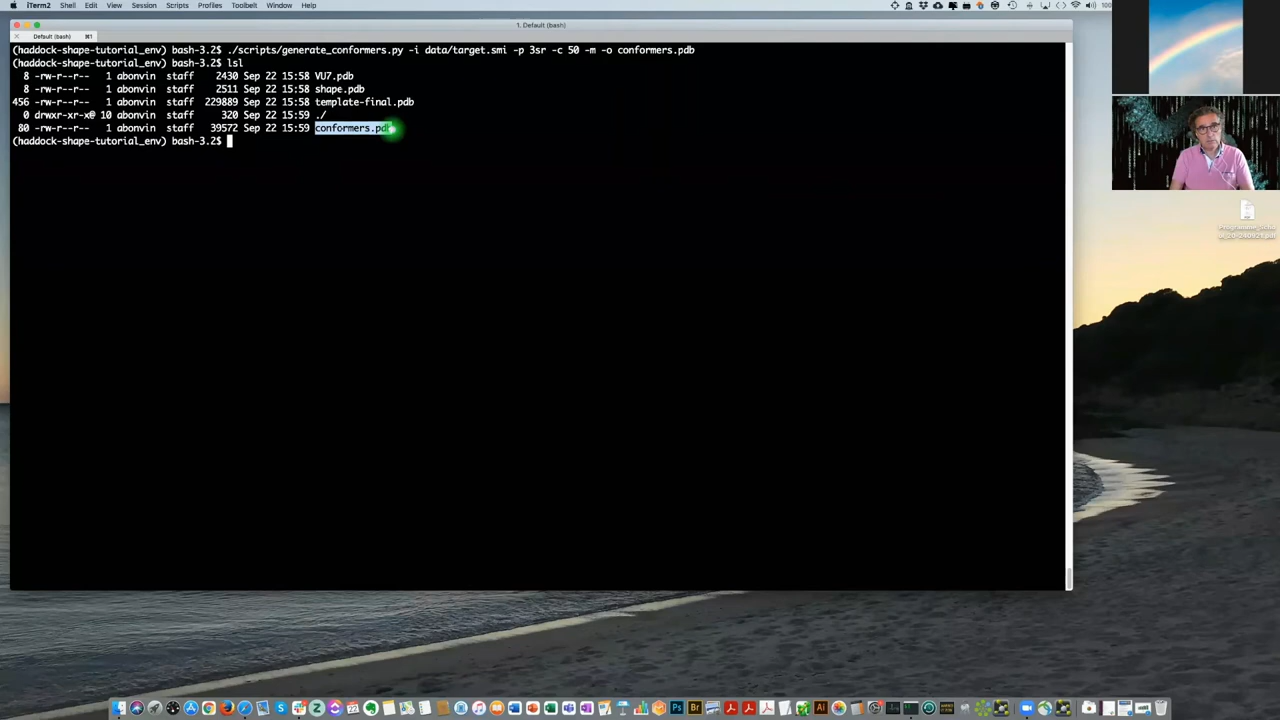 iTerm2 Shell Edit View Session Scripts Profiles Toolbelt Window Help
1. Default (bash)
Default (bash) ⌘1
(haddock-shape-tutorial_env) bash-3.2$ ./scripts/generate_conformers.py -i data/target.smi -p 3sr -c 50 -m -o conformers.pdb
(haddock-shape-tutorial_env) bash-3.2$ lsl
8 -rw-r--r-- 1 abonvin staff 2430 Sep 22 15:58 VU7.pdb
8 -rw-r--r-- 1 abonvin staff 2511 Sep 22 15:58 shape.pdb
456 -rw-r--r-- 1 abonvin staff 229889 Sep 22 15:58 template-final.pdb
0 drwxr-xr-x@ 10 abonvin staff 320 Sep 22 15:59 ./
80 -rw-r--r-- 1 abonvin staff 39572 Sep 22 15:59 conformers.pdb
(haddock-shape-tutorial_env) bash-3.2$